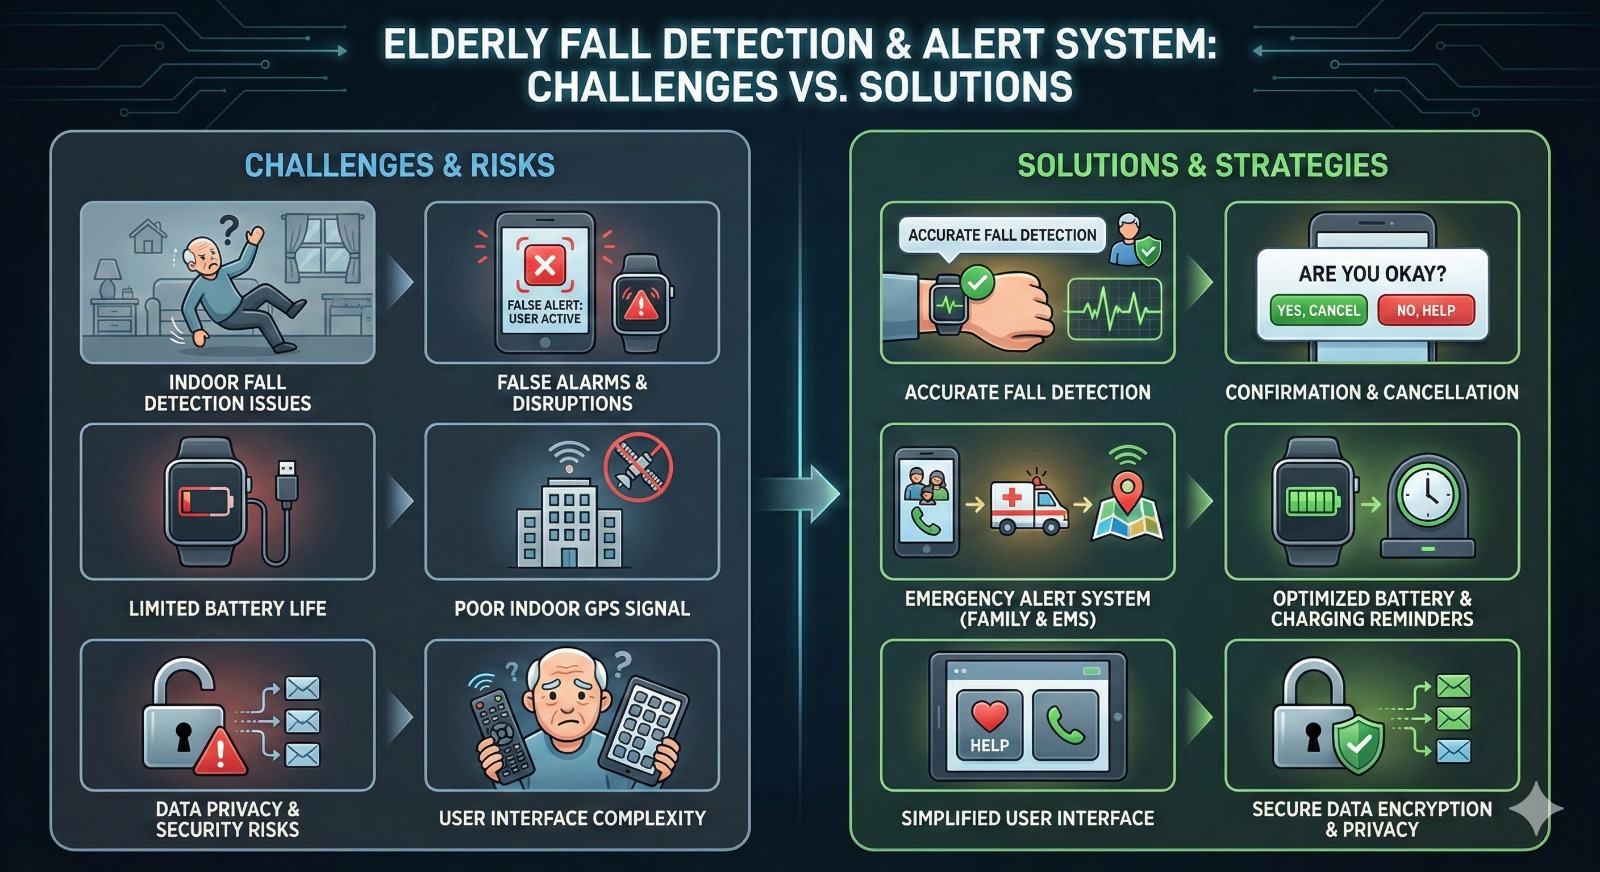 ELDERLY FALL DETECTION & ALERT SYSTEM:
CHALLENGES VS. SOLUTIONS
CHALLENGES & RISKS
?
FALSE ALERT:
USER ACTIVE
INDOOR FALL
DETECTION ISSUES
FALSE ALARMS &
DISRUPTIONS
LIMITED BATTERY LIFE
POOR INDOOR GPS SIGNAL
? ?
DATA PRIVACY &
SECURITY RISKS
USER INTERFACE COMPLEXITY
SOLUTIONS & STRATEGIES
ACCURATE FALL DETECTION
ARE YOU OKAY?
YES, CANCEL
NO, HELP
ACCURATE FALL DETECTION
CONFIRMATION & CANCELLATION
EMERGENCY ALERT SYSTEM
(FAMILY & EMS)
OPTIMIZED BATTERY &
CHARGING REMINDERS
HELP
SIMPLIFIED USER INTERFACE
SECURE DATA ENCRYPTION
& PRIVACY